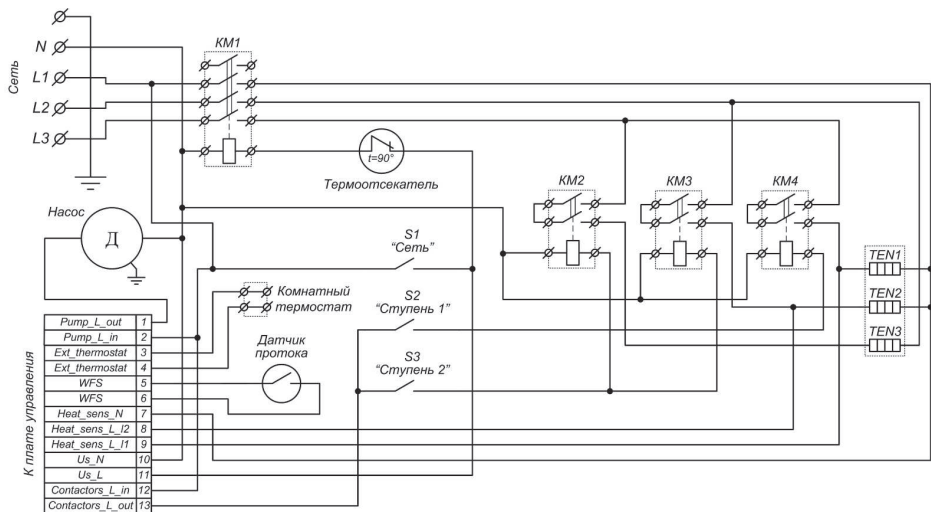 Сеть
N
L1
L2
L3
KM1
t=90°
Термоотсекатель
Насос
Д
KM2
KM3
KM4
S1
“Сеть”
S2
“Ступень 1”
S3
“Ступень 2”
TEN1
TEN2
TEN3
Комнатный
термостат
Датчик
протока
К плате управления
Pump_L_out 1
Pump_L_in 2
Ext_thermostat 3
Ext_thermostat 4
WFS 5
WFS 6
Heat_sens_N 7
Heat_sens_L_l2 8
Heat_sens_L_l1 9
Us_N 10
Us_L 11
Contactors_L_in 12
Contactors_L_out 13